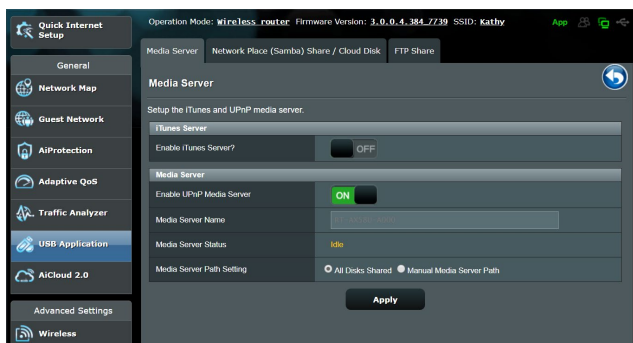 Quick Internet Setup
Operation Mode: Wireless router Firmware Version: 3.0.0.4.384_7739 SSID: Kathy
App
Media Server
Network Place (Samba) Share / Cloud Disk
FTP Share
General
Network Map
Guest Network
AiProtection
Adaptive QoS
Traffic Analyzer
USB Application
AiCloud 2.0
Advanced Settings
Wireless
Media Server
Setup the iTunes and UPnP media server.
iTunes Server
Enable iTunes Server?
OFF
Media Server
Enable UPnP Media Server
ON
Media Server Name
Media Server Status
Idle
Media Server Path Setting
All Disks Shared
Manual Media Server Path
Apply